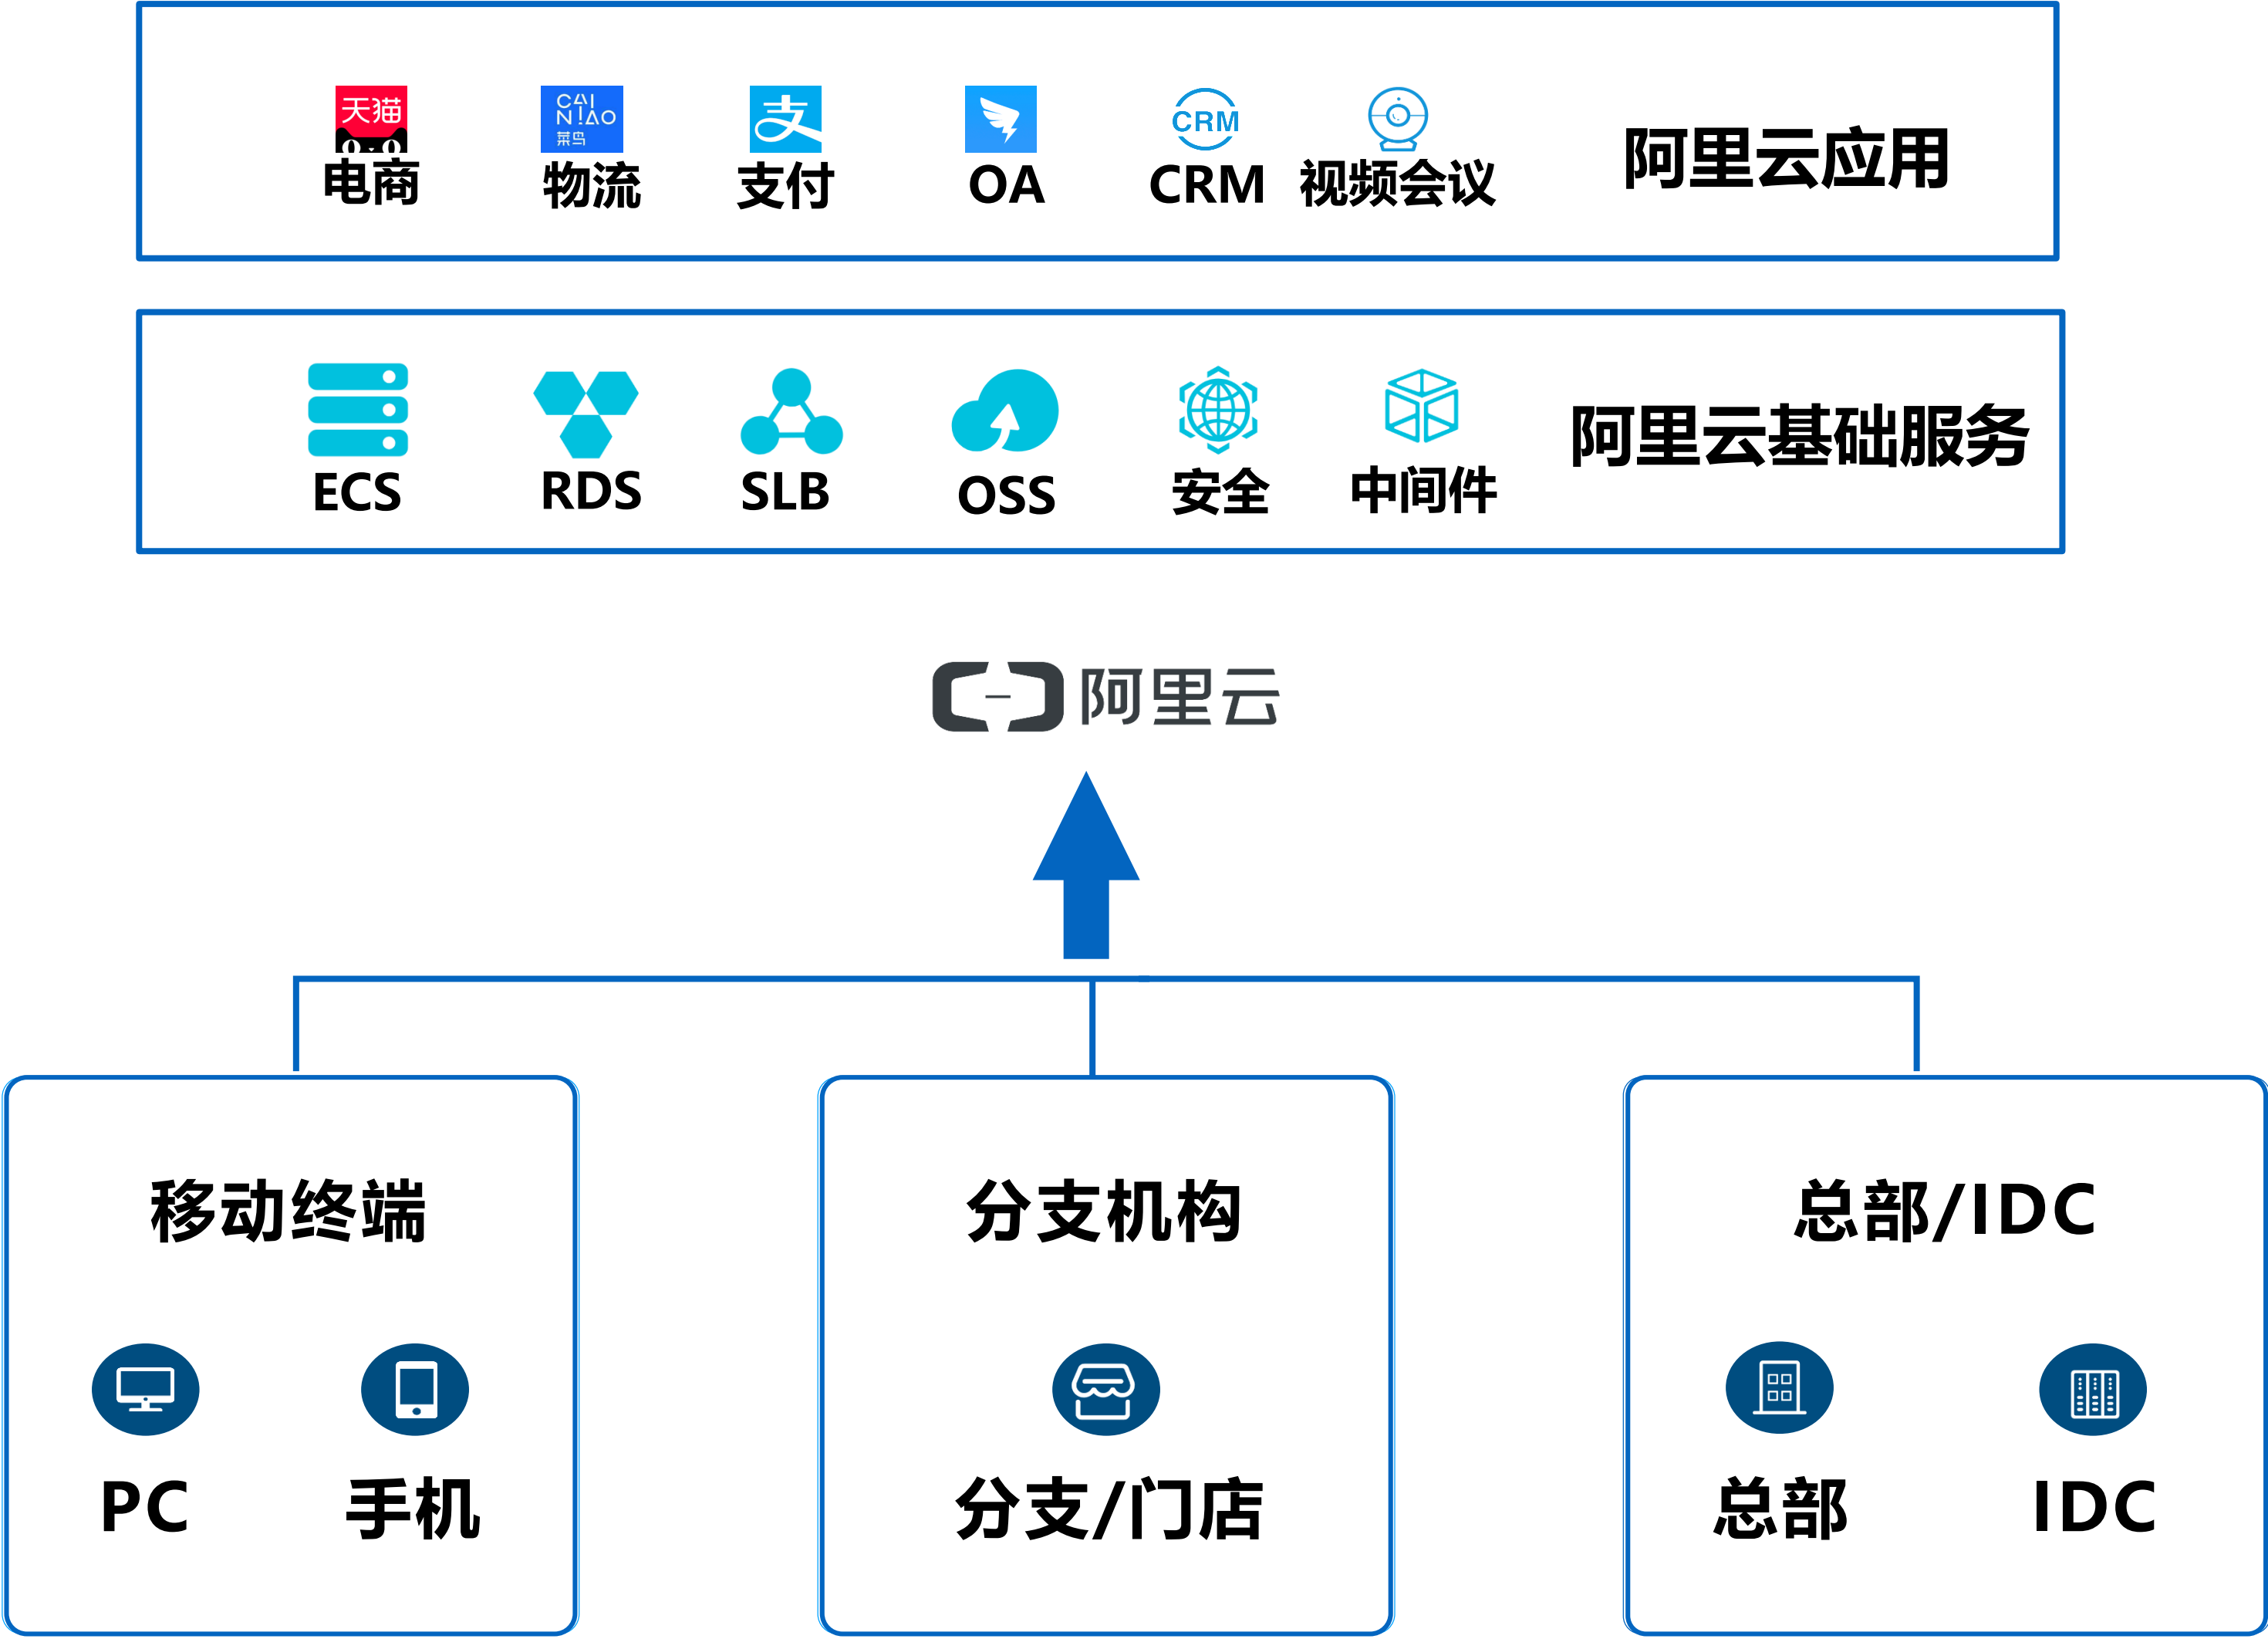 天猫
CAI
NIAO
菜鸟
CRM
电商
物流
支付
OA
CRM
视频会议
阿里云应用
ECS
RDS
SLB
OSS
安全
中间件
阿里云基础服务
阿里云
移动终端
分支机构
总部/IDC
PC
手机
分支/门店
总部
IDC